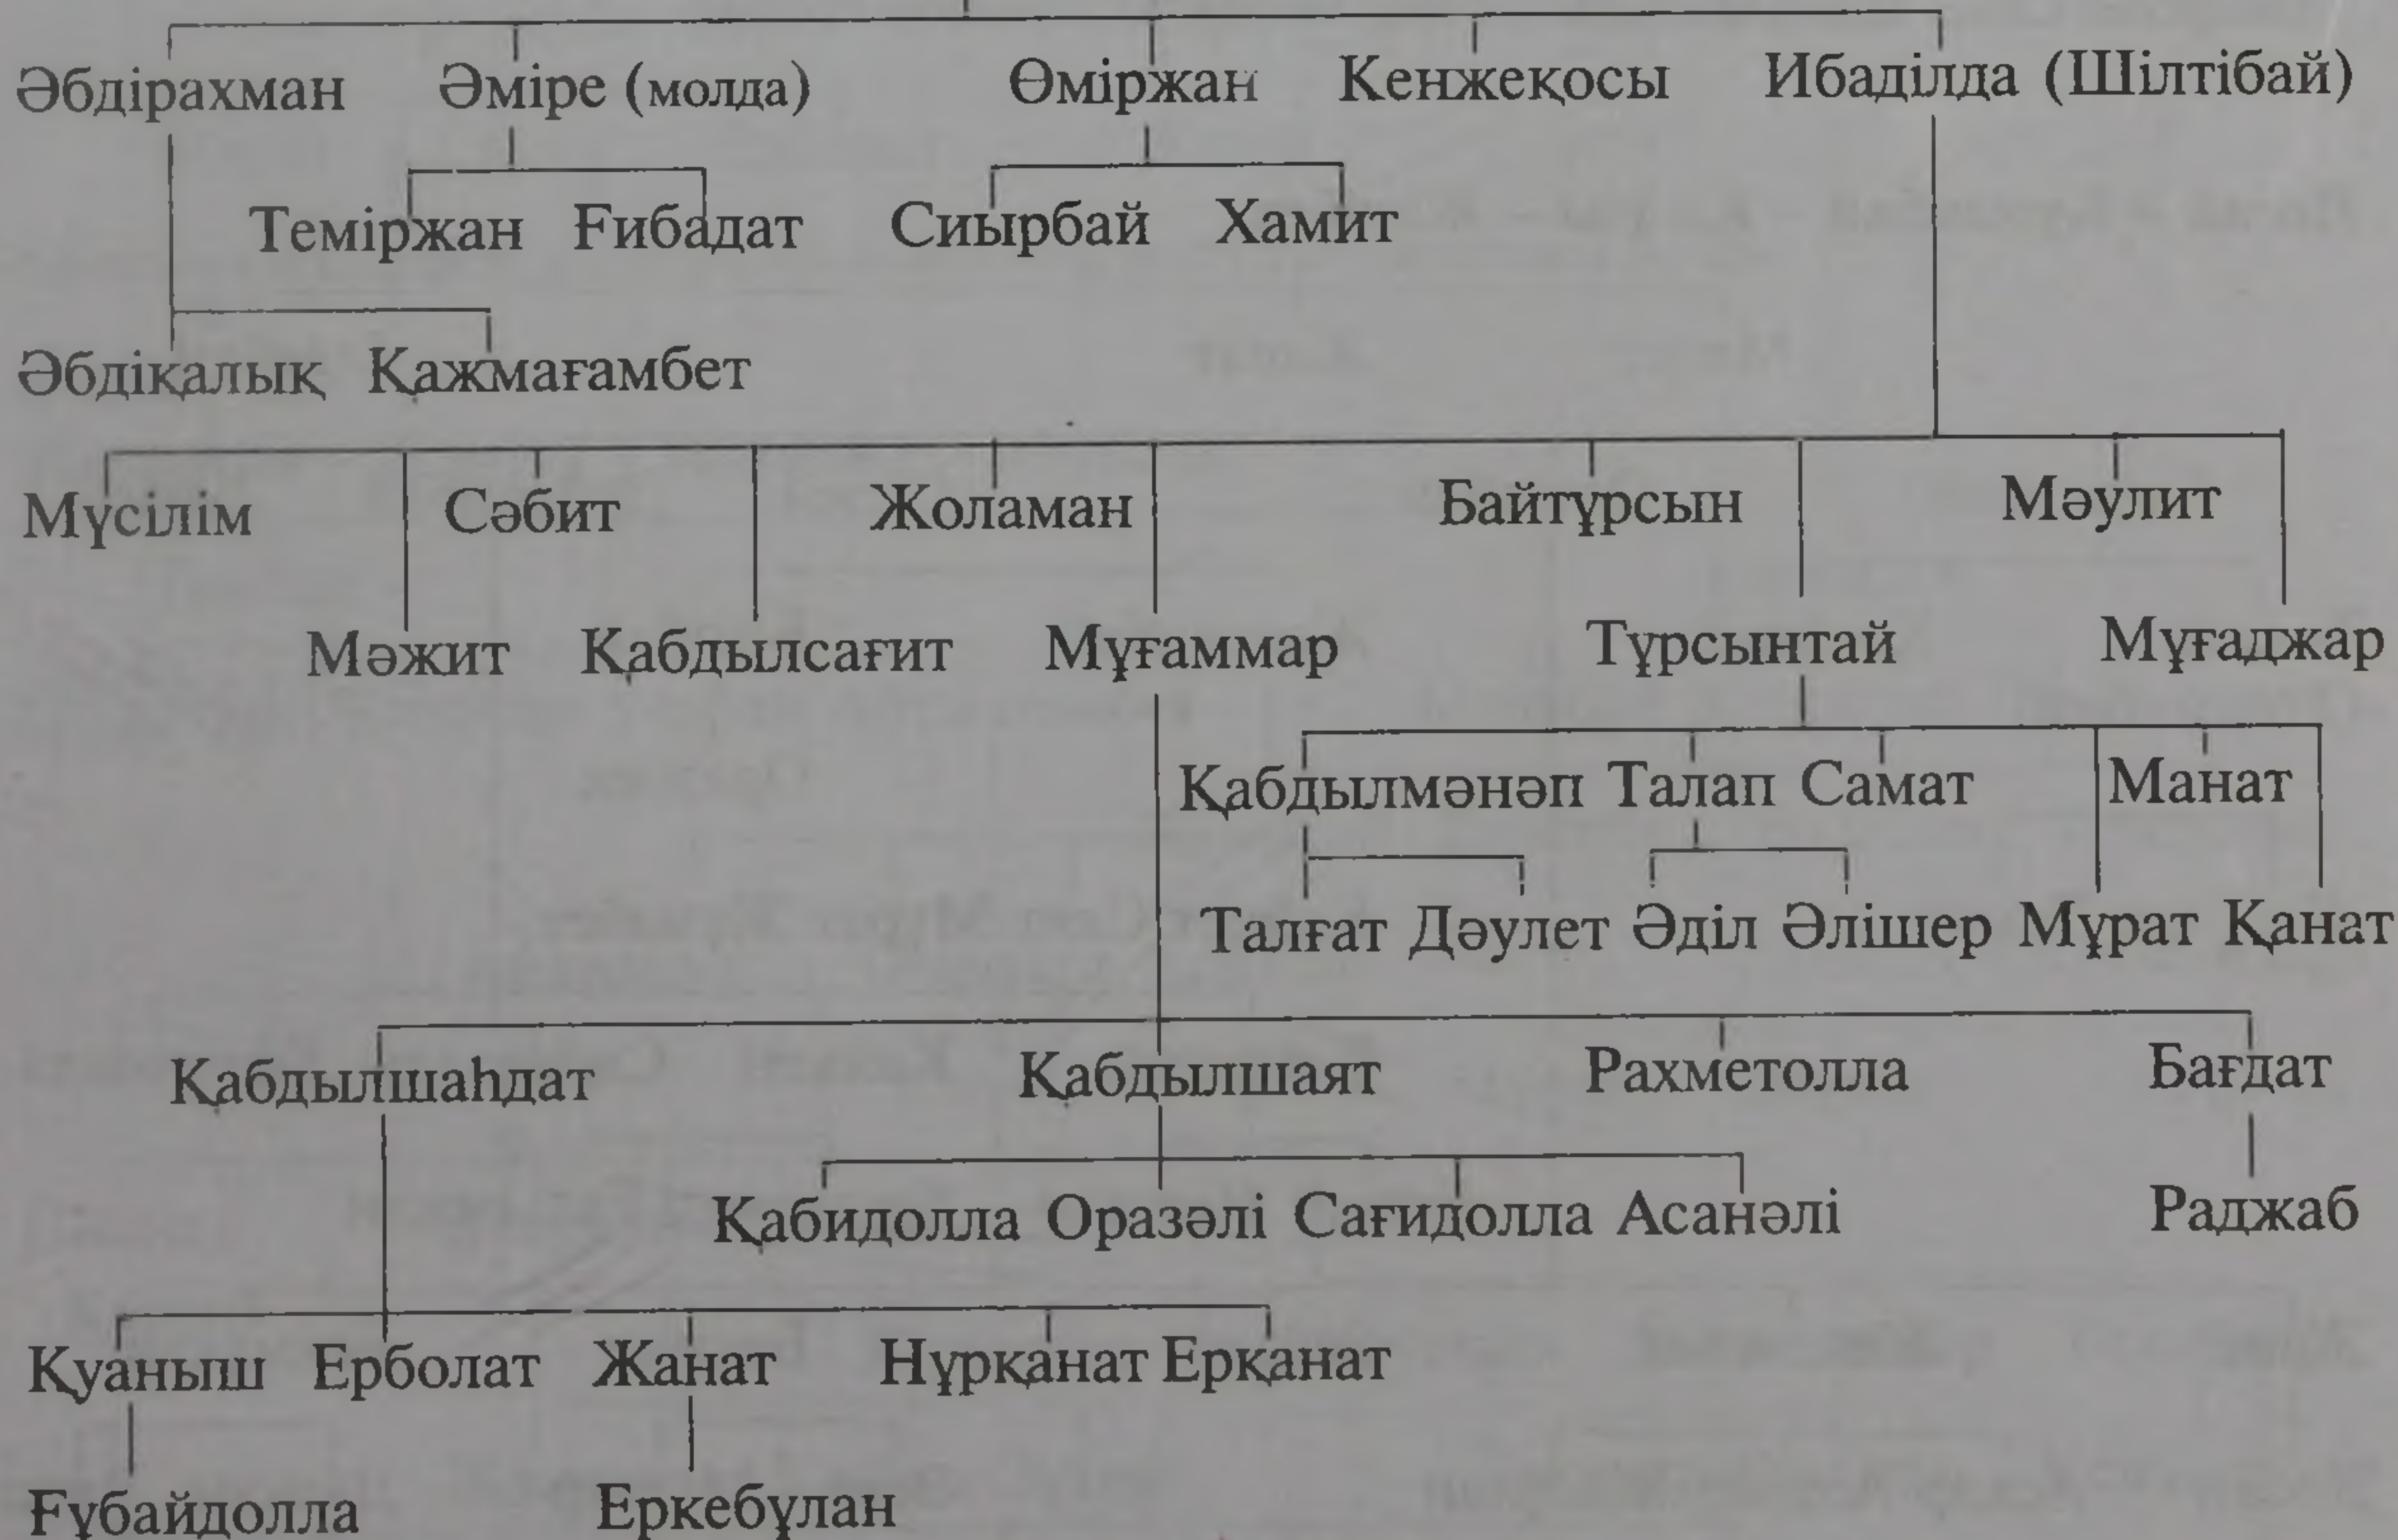 Әбдірахман Әміре (молда) Өміржан Кенжеқосы Ибаділда (Шілтібай)
Теміржан Ғибадат Сиырбай Хамит
Әбдіқалық Қажмағамбет
Мүсілім Сәбит Жоламан Байтұрсын Мәулит
Мәжит Қабдылсағит Мұғаммар Тұрсынтай Мұғаджар
Қабдылмәнәп Талап Самат Манат
Талғат Дәулет Әділ Әлішер Мұрат Қанат
Қабдылшаһдат Қабдылшаят Рахметолла Бағдат
Қабидолла Оразәлі Сағидолла Асанәлі Раджаб
Қуаныш Ерболат Жанат Нұрқанат Ерқанат
Ғұбайдолла Еркебұлан